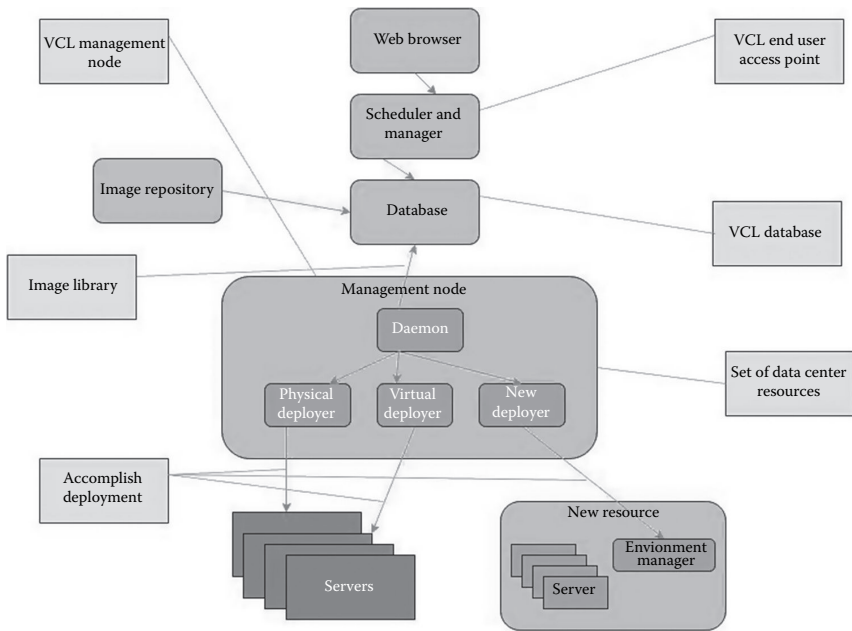 VCL management
node
Web browser
VCL end user
access point
Scheduler and
manager
Image repository
Database
VCL database
Image library
Management node
Daemon
Physical
deployer
Virtual
deployer
New
deployer
Set of data center
resources
Accomplish
deployment
Servers
New resource
Envionment
manager
Server